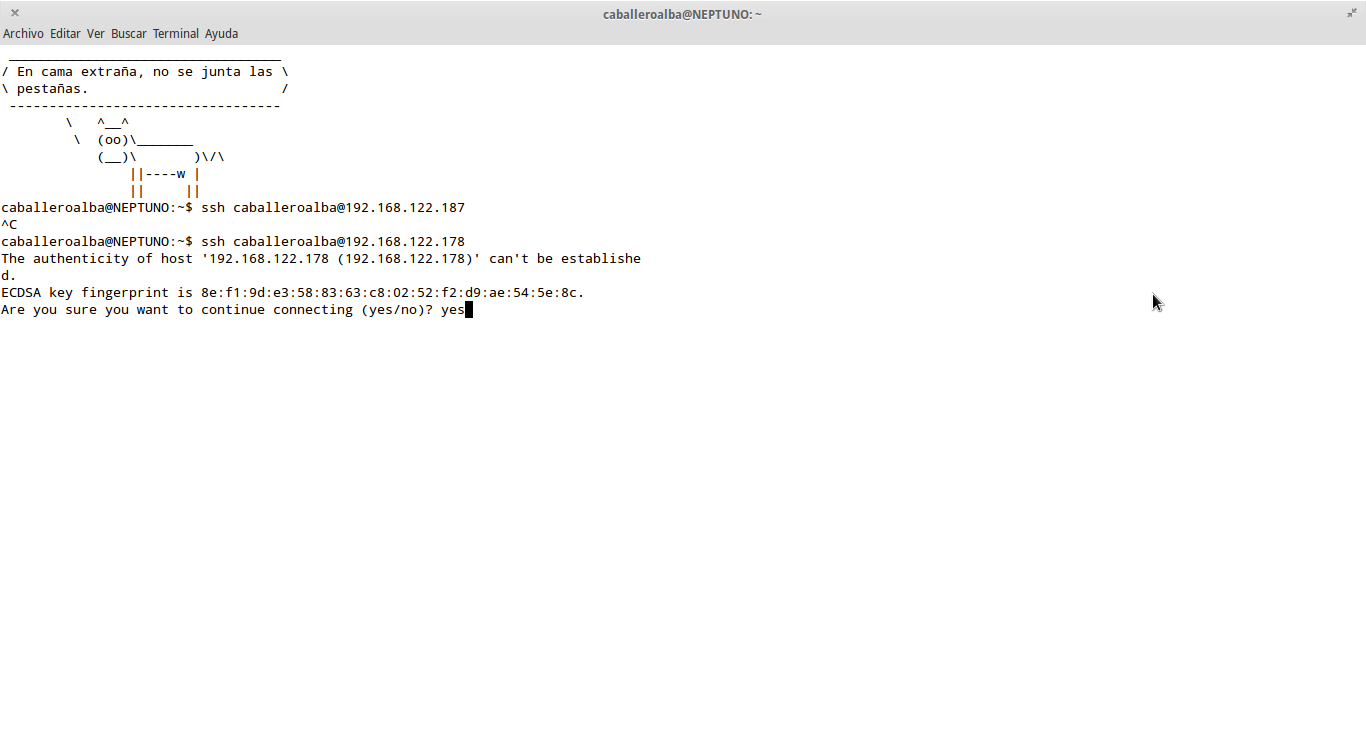 caballeroalba@NEPTUNO: ~
Archivo Editar Ver Buscar Terminal Ayuda
 __________________________________
/ En cama extraña, no se junta las \
\ pestañas.                        /
 ----------------------------------
        \   ^__^
         \  (oo)\_______
            (__)\       )\/\
                ||----w |
                ||     ||
caballeroalba@NEPTUNO:~$ ssh caballeroalba@192.168.122.187
^C
caballeroalba@NEPTUNO:~$ ssh caballeroalba@192.168.122.178
The authenticity of host '192.168.122.178 (192.168.122.178)' can't be establishe
d.
ECDSA key fingerprint is 8e:f1:9d:e3:58:83:63:c8:02:52:f2:d9:ae:54:5e:8c.
Are you sure you want to continue connecting (yes/no)? yes